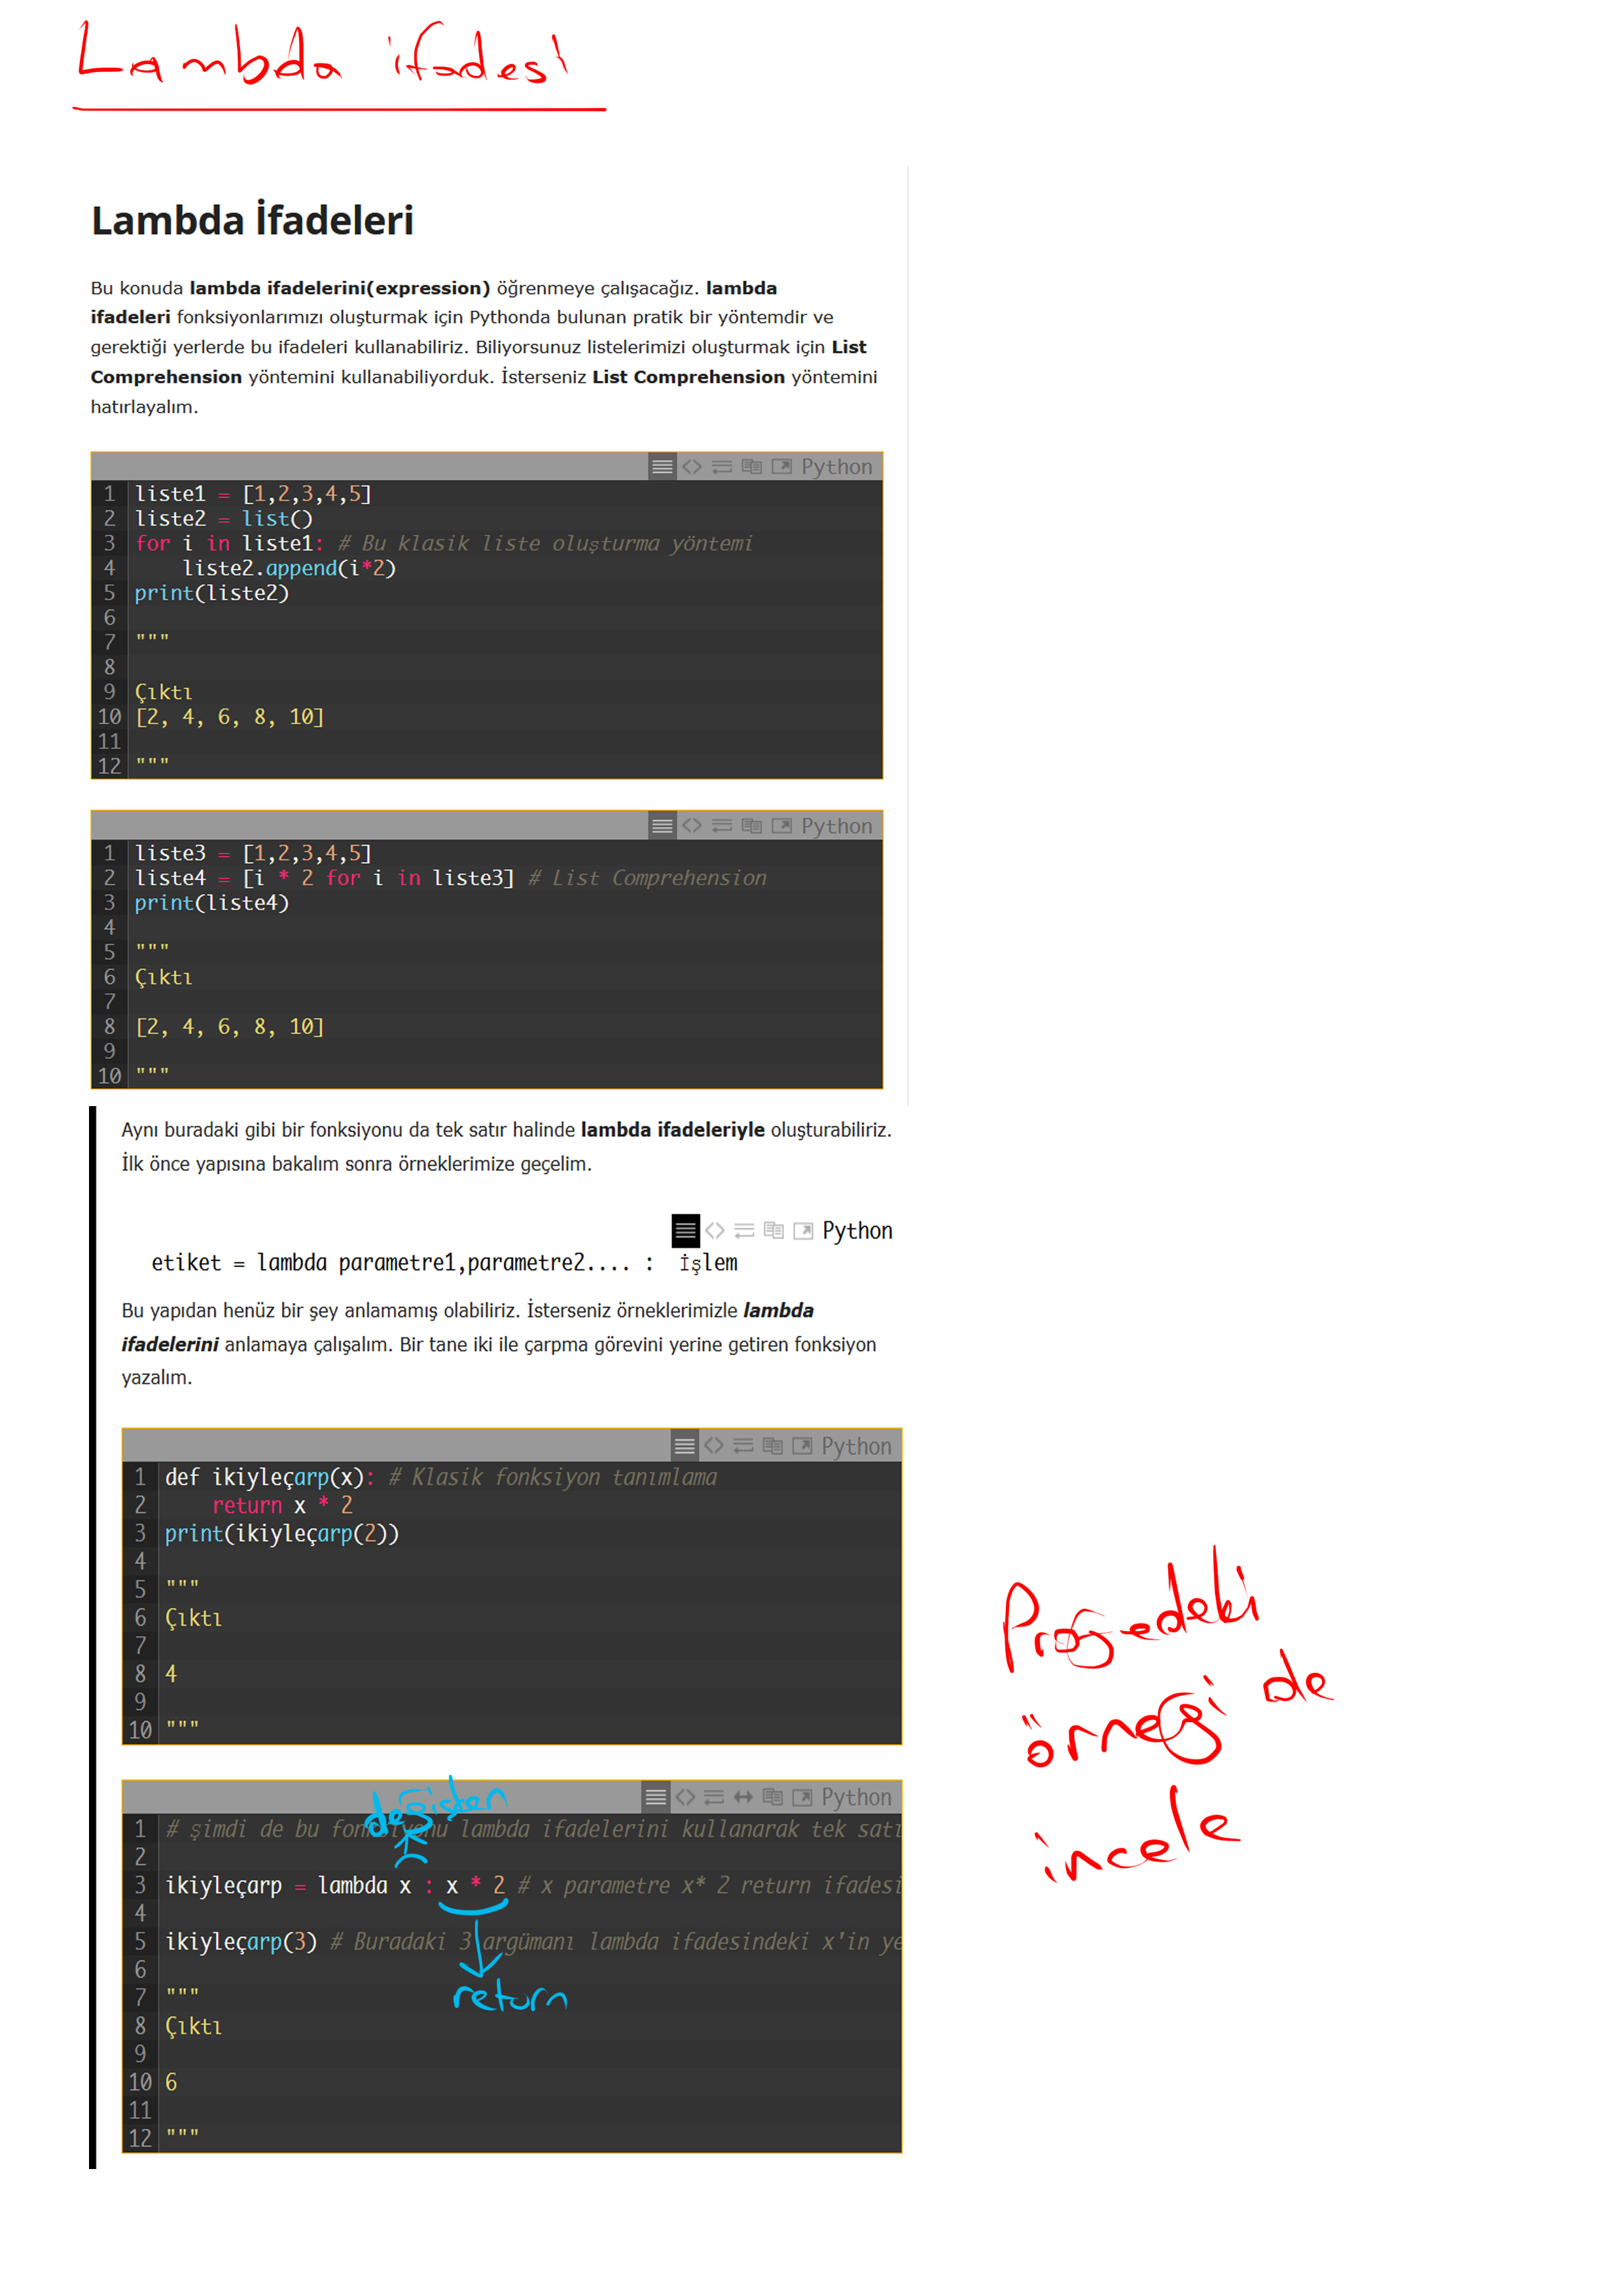 Lambda ifadesi
Lambda İfadeleri
Bu konuda lambda ifadelerini(expression) öğrenmeye çalışacağız. lambda
ifadeleri fonksiyonlarımızı oluşturmak için Pythonda bulunan pratik bir yöntemdir ve
gerektiği yerlerde bu ifadeleri kullanabiliriz. Biliyorsunuz listelerimizi oluşturmak için List
Comprehension yöntemini kullanabiliyorduk. İsterseniz List Comprehension yöntemini
hatırlayalım.
Python
1 liste1 = [1,2,3,4,5]
2 liste2 = list()
3 for i in liste1: # Bu klasik liste oluşturma yöntemi
4     liste2.append(i*2)
5 print(liste2)
6
7 """
8
9 Çıktı
10 [2, 4, 6, 8, 10]
11
12 """
Python
1 liste3 = [1,2,3,4,5]
2 liste4 = [i * 2 for i in liste3] # List Comprehension
3 print(liste4)
4
5 """
6 Çıktı
7
8 [2, 4, 6, 8, 10]
9
10 """
Aynı buradaki gibi bir fonksiyonu da tek satır halinde lambda ifadeleriyle oluşturabiliriz.
İlk önce yapısına bakalım sonra örneklerimize geçelim.
Python
etiket = lambda parametre1,parametre2.... :  İşlem
Bu yapıdan henüz bir şey anlamamış olabiliriz. İsterseniz örneklerimizle lambda
ifadelerini anlamaya çalışalım. Bir tane iki ile çarpma görevini yerine getiren fonksiyon
yazalım.
Python
1 def ikiyleçarp(x): # Klasik fonksiyon tanımlama
2     return x * 2
3 print(ikiyleçarp(2))
4
5 """
6 Çıktı
7
8 4
9
10 """
Projedeki
örneği de
incele
Python
değişken
1 # şimdi de bu fonksiyonu lambda ifadelerini kullanarak tek satı
2
3 ikiyleçarp = lambda x : x * 2 # x parametre x* 2 return ifadesi
4
5 ikiyleçarp(3) # Buradaki 3 argümanı lambda ifadesindeki x'in ye
6
return
7 """
8 Çıktı
9
10 6
11
12 """